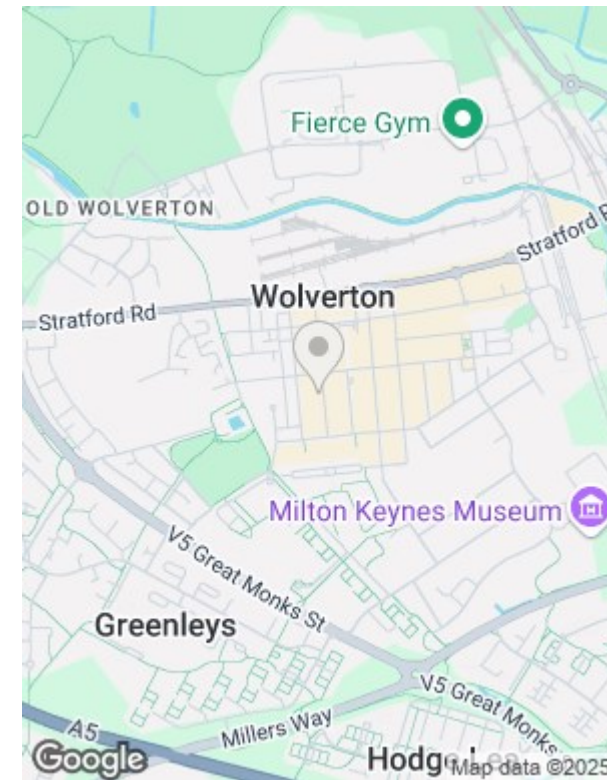 Fierce Gym
OLD WOLVERTON
Stratford R
Wolverton
Stratford Rd
Milton Keynes Museum
V5 Great Monks St
Greenleys
V5 Great Monks
Millers Way
A5
Google
Map data ©2025